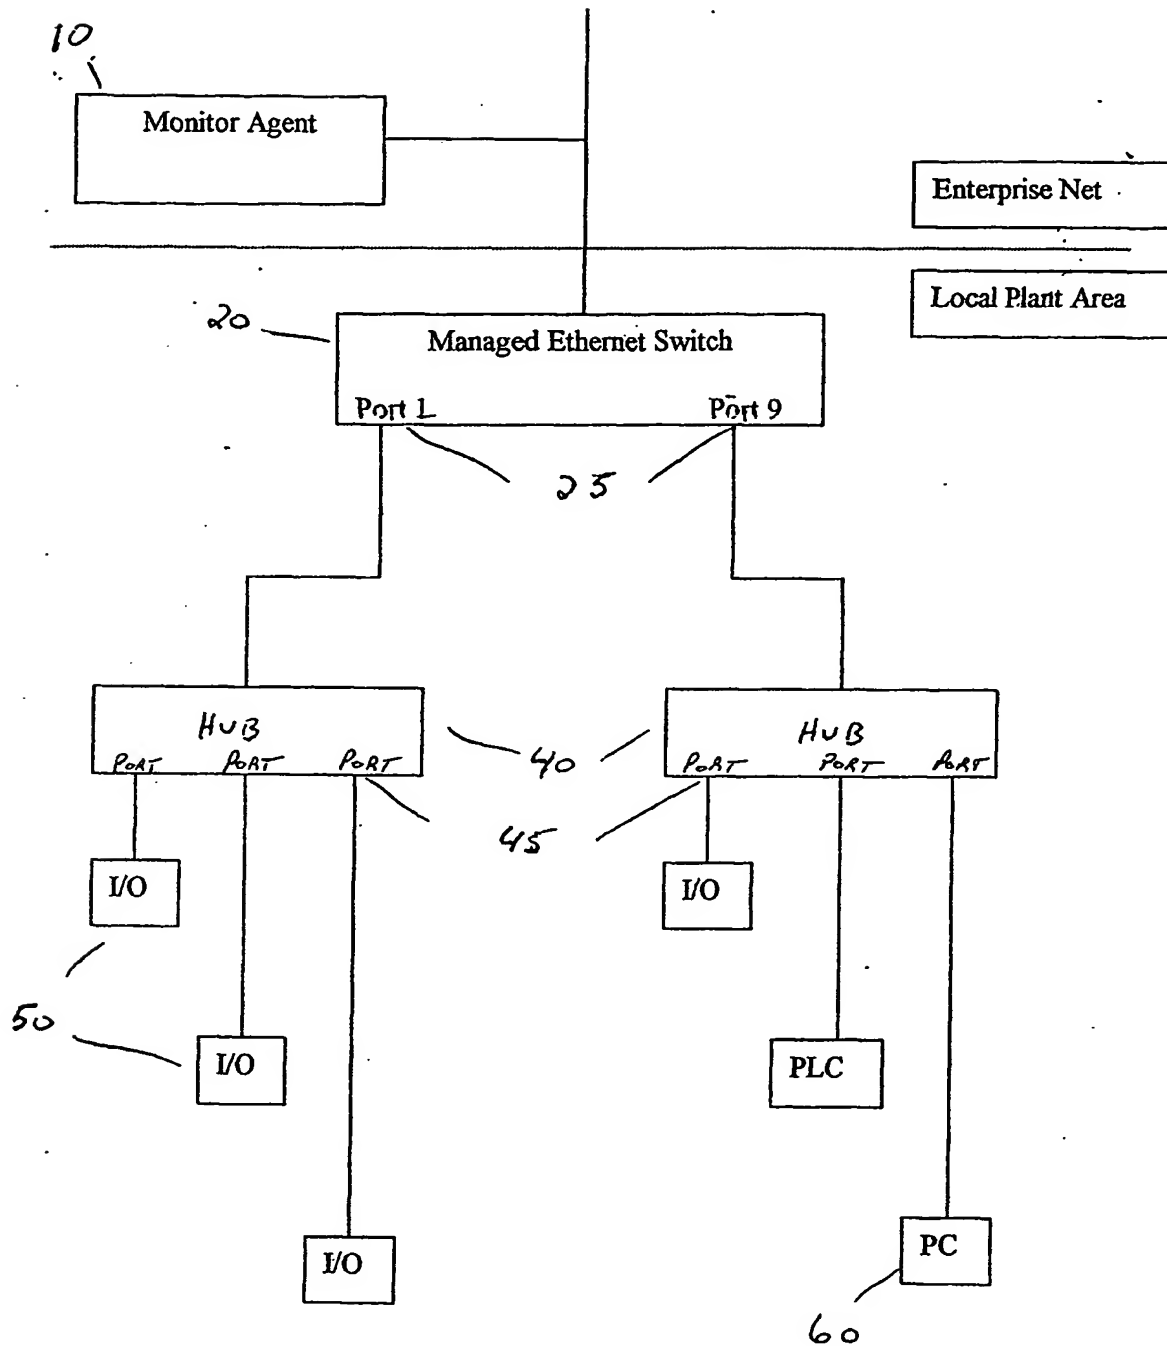 10
Monitor Agent
Enterprise Net
Local Plant Area
20
Managed Ethernet Switch
Port 1
Port 9
25
HUB
HUB
PORT PORT PORT
PORT PORT PORT
40
45
I/O
I/O
50
I/O
PLC
I/O
PC
60